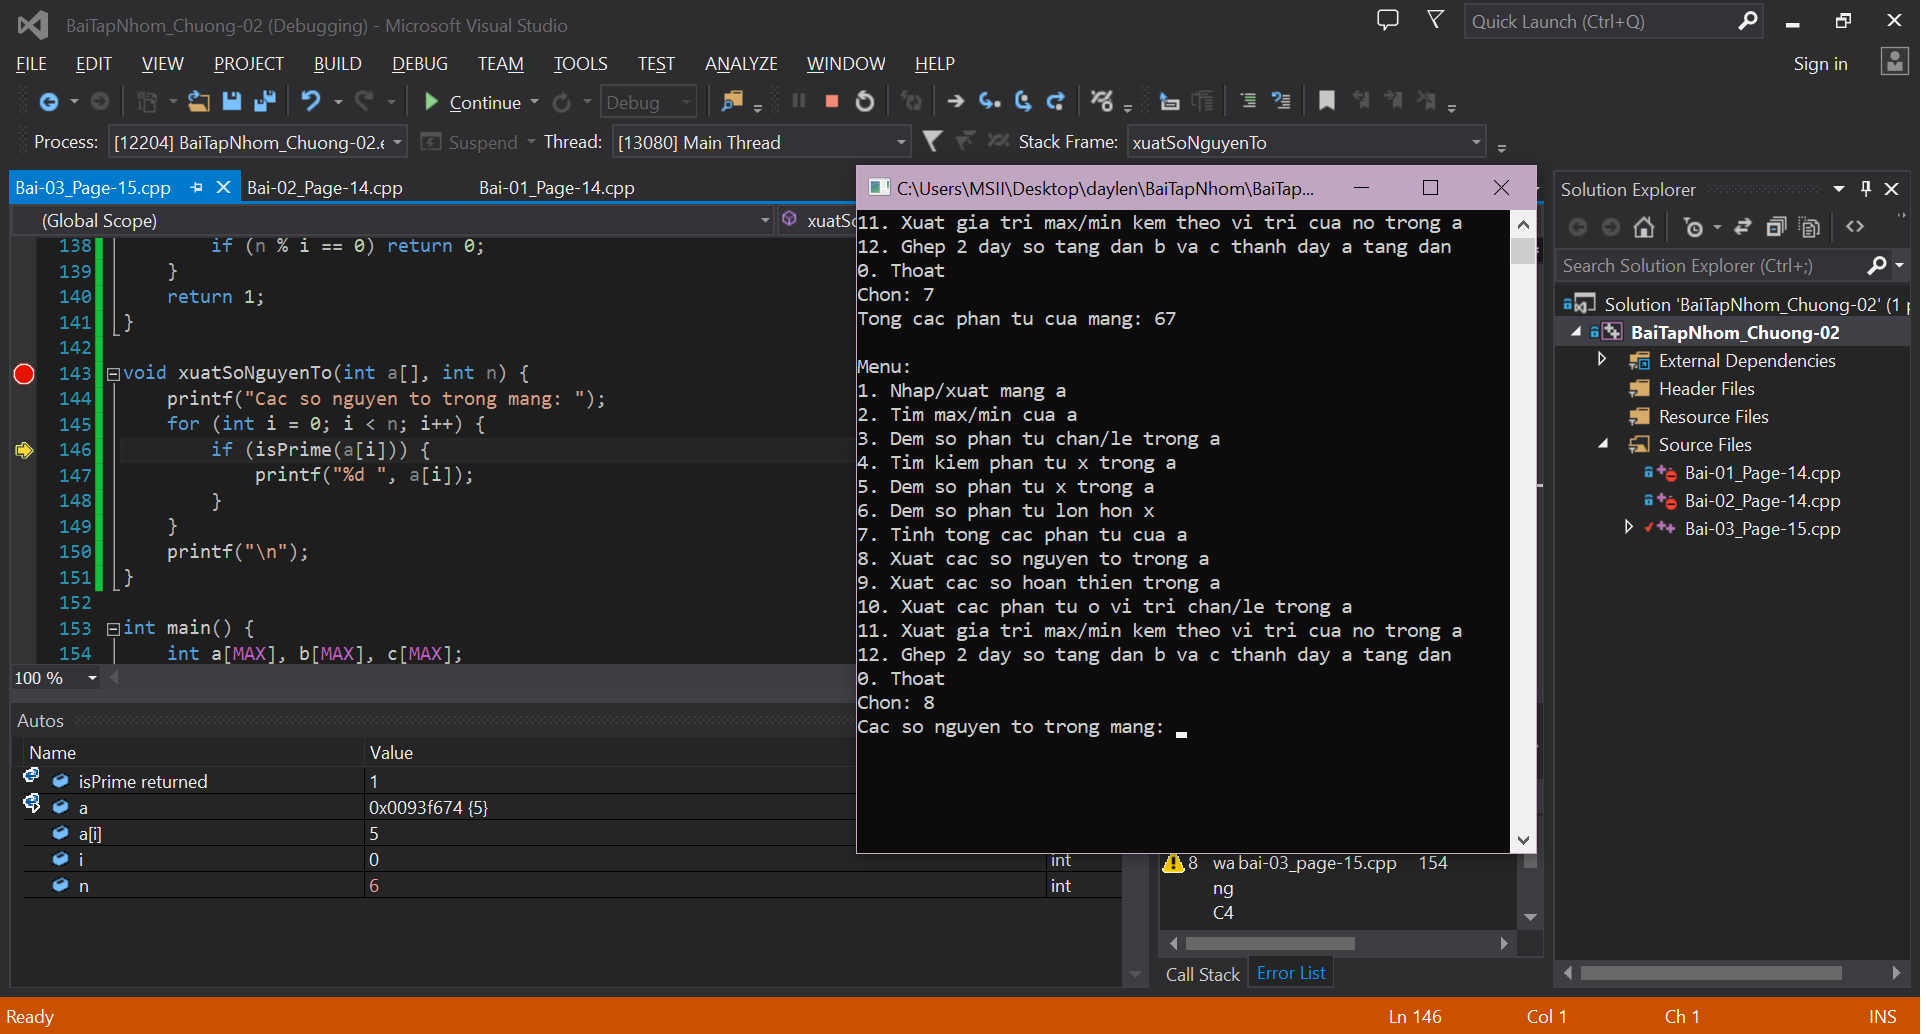 BaiTapNhom_Chuong-02 (Debugging) - Microsoft Visual Studio
Quick Launch (Ctrl+Q)
FILE EDIT VIEW PROJECT BUILD DEBUG TEAM TOOLS TEST ANALYZE WINDOW HELP
Sign in
Continue
Debug
Process: [12204] BaiTapNhom_Chuong-02.e
Suspend
Thread: [13080] Main Thread
Stack Frame: xuatSoNguyenTo
Bai-03_Page-15.cpp
Bai-02_Page-14.cpp
Bai-01_Page-14.cpp
(Global Scope)
xuatSo
138 if (n % i == 0) return 0;
139 }
140 return 1;
141 }
142
143 void xuatSoNguyenTo(int a[], int n) {
144 printf("Cac so nguyen to trong mang: ");
145 for (int i = 0; i < n; i++) {
146 if (isPrime(a[i])) {
147 printf("%d ", a[i]);
148 }
149 }
150 printf("\n");
151 }
152
153 int main() {
154 int a[MAX], b[MAX], c[MAX];
100 %
Autos
Name Value
isPrime returned 1
a 0x0093f674 {5}
a[i] 5
i 0 int
n 6 int
C:\Users\MSII\Desktop\daylen\BaiTapNhom\BaiTap...
11. Xuat gia tri max/min kem theo vi tri cua no trong a
12. Ghep 2 day so tang dan b va c thanh day a tang dan
0. Thoat
Chon: 7
Tong cac phan tu cua mang: 67
Menu:
1. Nhap/xuat mang a
2. Tim max/min cua a
3. Dem so phan tu chan/le trong a
4. Tim kiem phan tu x trong a
5. Dem so phan tu x trong a
6. Dem so phan tu lon hon x
7. Tinh tong cac phan tu cua a
8. Xuat cac so nguyen to trong a
9. Xuat cac so hoan thien trong a
10. Xuat cac phan tu o vi tri chan/le trong a
11. Xuat gia tri max/min kem theo vi tri cua no trong a
12. Ghep 2 day so tang dan b va c thanh day a tang dan
0. Thoat
Chon: 8
Cac so nguyen to trong mang:
8 wa bai-03_page-15.cpp 154
ng
C4
Call Stack
Error List
Solution Explorer
Search Solution Explorer (Ctrl+;)
Solution 'BaiTapNhom_Chuong-02' (1 p
BaiTapNhom_Chuong-02
External Dependencies
Header Files
Resource Files
Source Files
Bai-01_Page-14.cpp
Bai-02_Page-14.cpp
Bai-03_Page-15.cpp
Ready
Ln 146 Col 1 Ch 1 INS